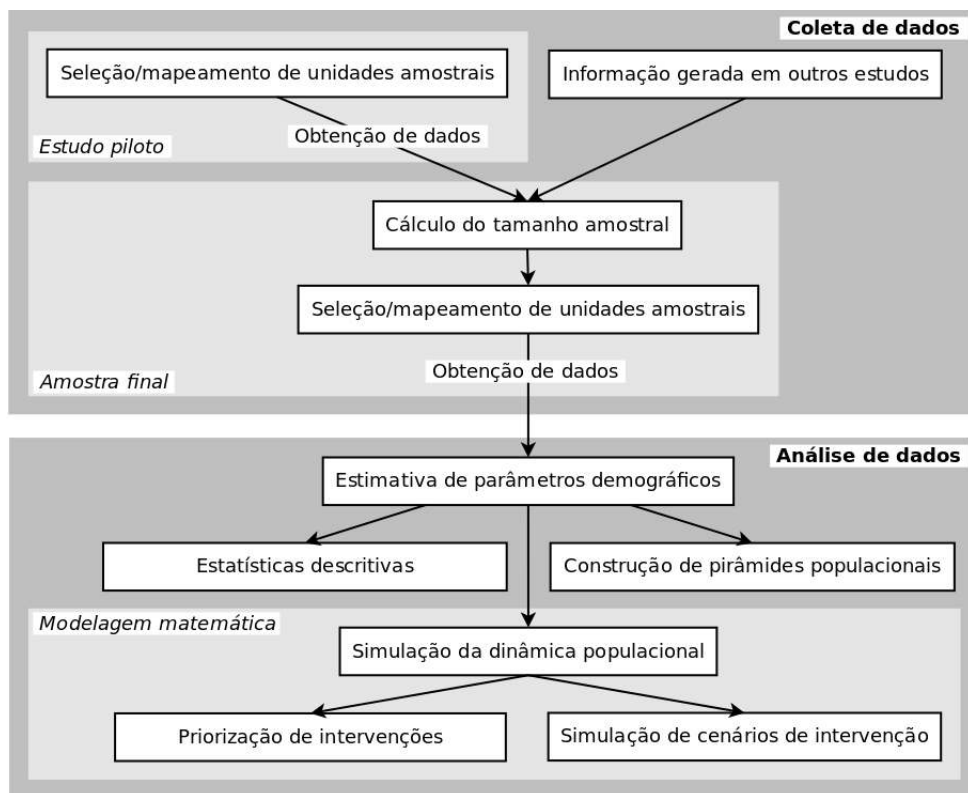 Coleta de dados
Seleção/mapeamento de unidades amostrais
Informação gerada em outros estudos
Obtenção de dados
Estudo piloto
Cálculo do tamanho amostral
Seleção/mapeamento de unidades amostrais
Obtenção de dados
Amostra final
Análise de dados
Estimativa de parâmetros demográficos
Estatísticas descritivas
Construção de pirâmides populacionais
Modelagem matemática
Simulação da dinâmica populacional
Priorização de intervenções
Simulação de cenários de intervenção